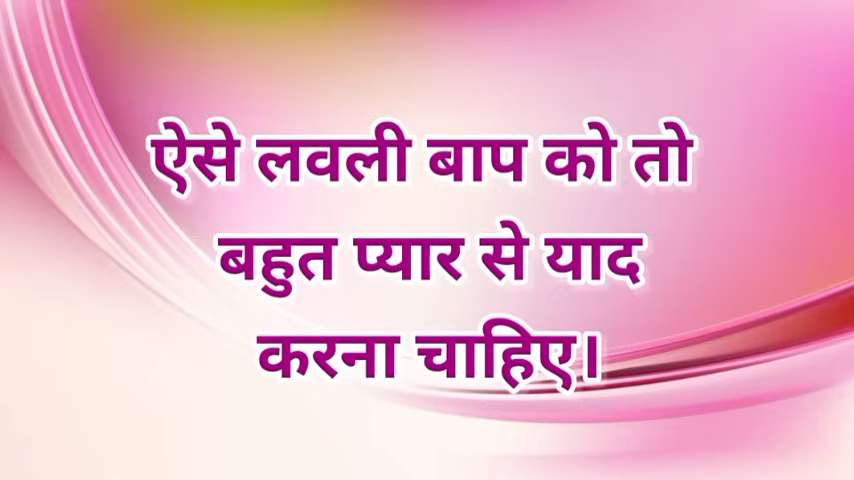 ऐसे लवली बाप को तो
बहुत प्यार से याद
करना चाहिए।